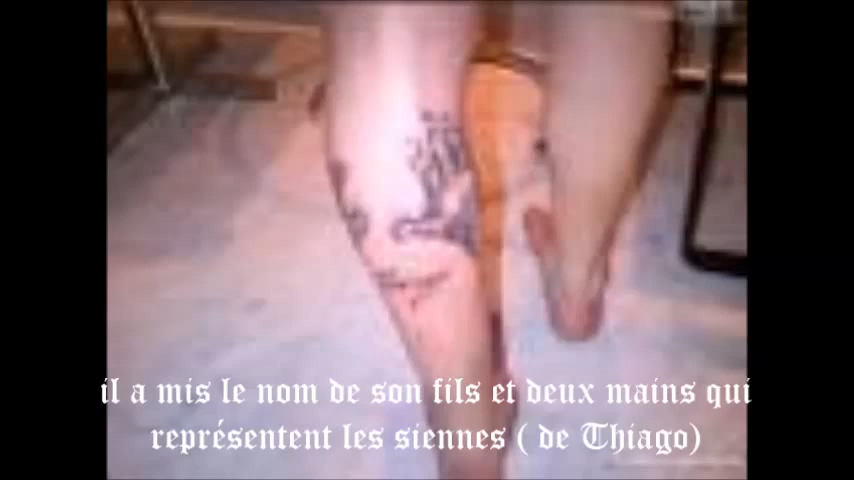 il a mis le nom de son fils et deux mains qui
représentent les siennes ( de Thiago)